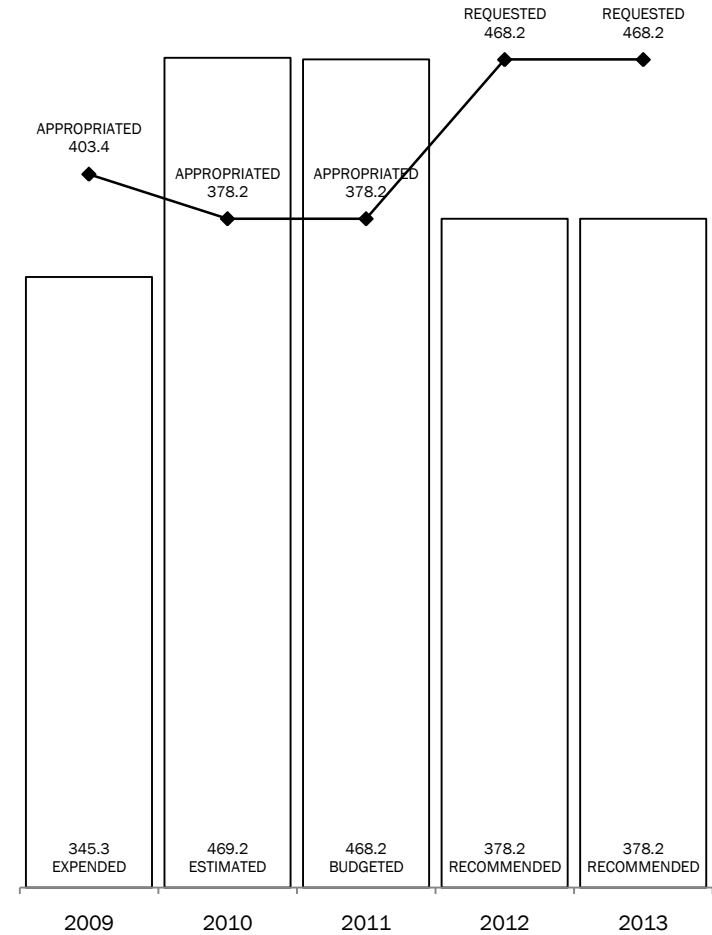 REQUESTED
468.2
REQUESTED
468.2
APPROPRIATED
403.4
APPROPRIATED
378.2
APPROPRIATED
378.2
345.3
EXPENDED
469.2
ESTIMATED
468.2
BUDGETED
378.2
RECOMMENDED
378.2
RECOMMENDED
2009
2010
2011
2012
2013